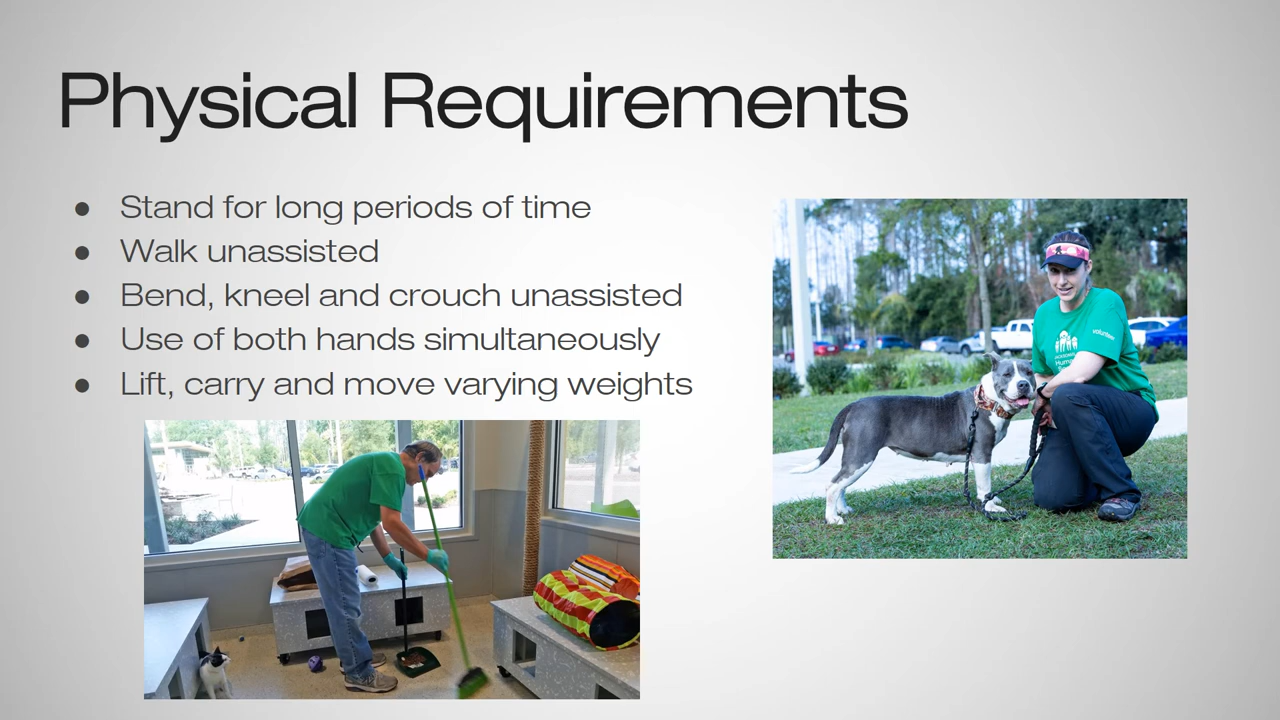 Physical Requirements
● Stand for long periods of time
● Walk unassisted
● Bend, kneel and crouch unassisted
● Use of both hands simultaneously
● Lift, carry and move varying weights
volunteer